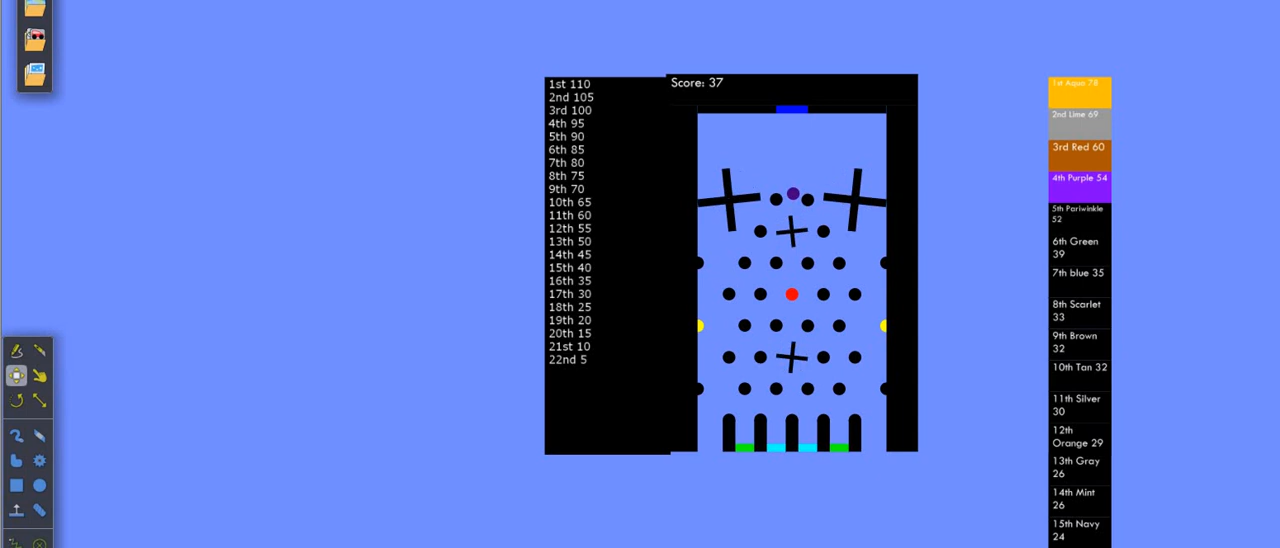 1st 110
2nd 105
3rd 100
4th 95
5th 90
6th 85
7th 80
8th 75
9th 70
10th 65
11th 60
12th 55
13th 50
14th 45
15th 40
16th 35
17th 30
18th 25
19th 20
20th 15
21st 10
22nd 5
Score: 37
1st Aqua 78
2nd Lime 69
3rd Red 60
4th Purple 54
5th Pariwinkle
52
6th Green
39
7th blue 35
8th Scarlet
33
9th Brown
32
10th Tan 32
11th Silver
30
12th
Orange 29
13th Gray
26
14th Mint
26
15th Navy
24